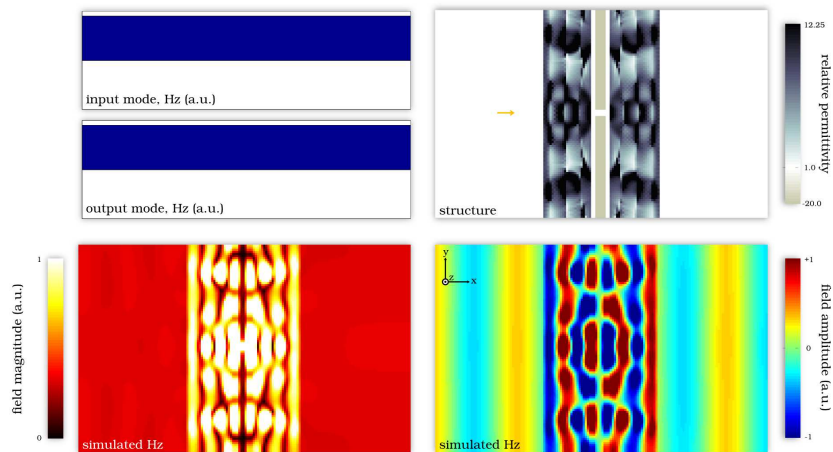 input mode, Hz (a.u.)
output mode, Hz (a.u.)
structure
12.25
1.0
-20.0
relative permittivity
1
0
field magnitude (a.u.)
simulated Hz
y
z
x
simulated Hz
+1
0
-1
field amplitude (a.u.)